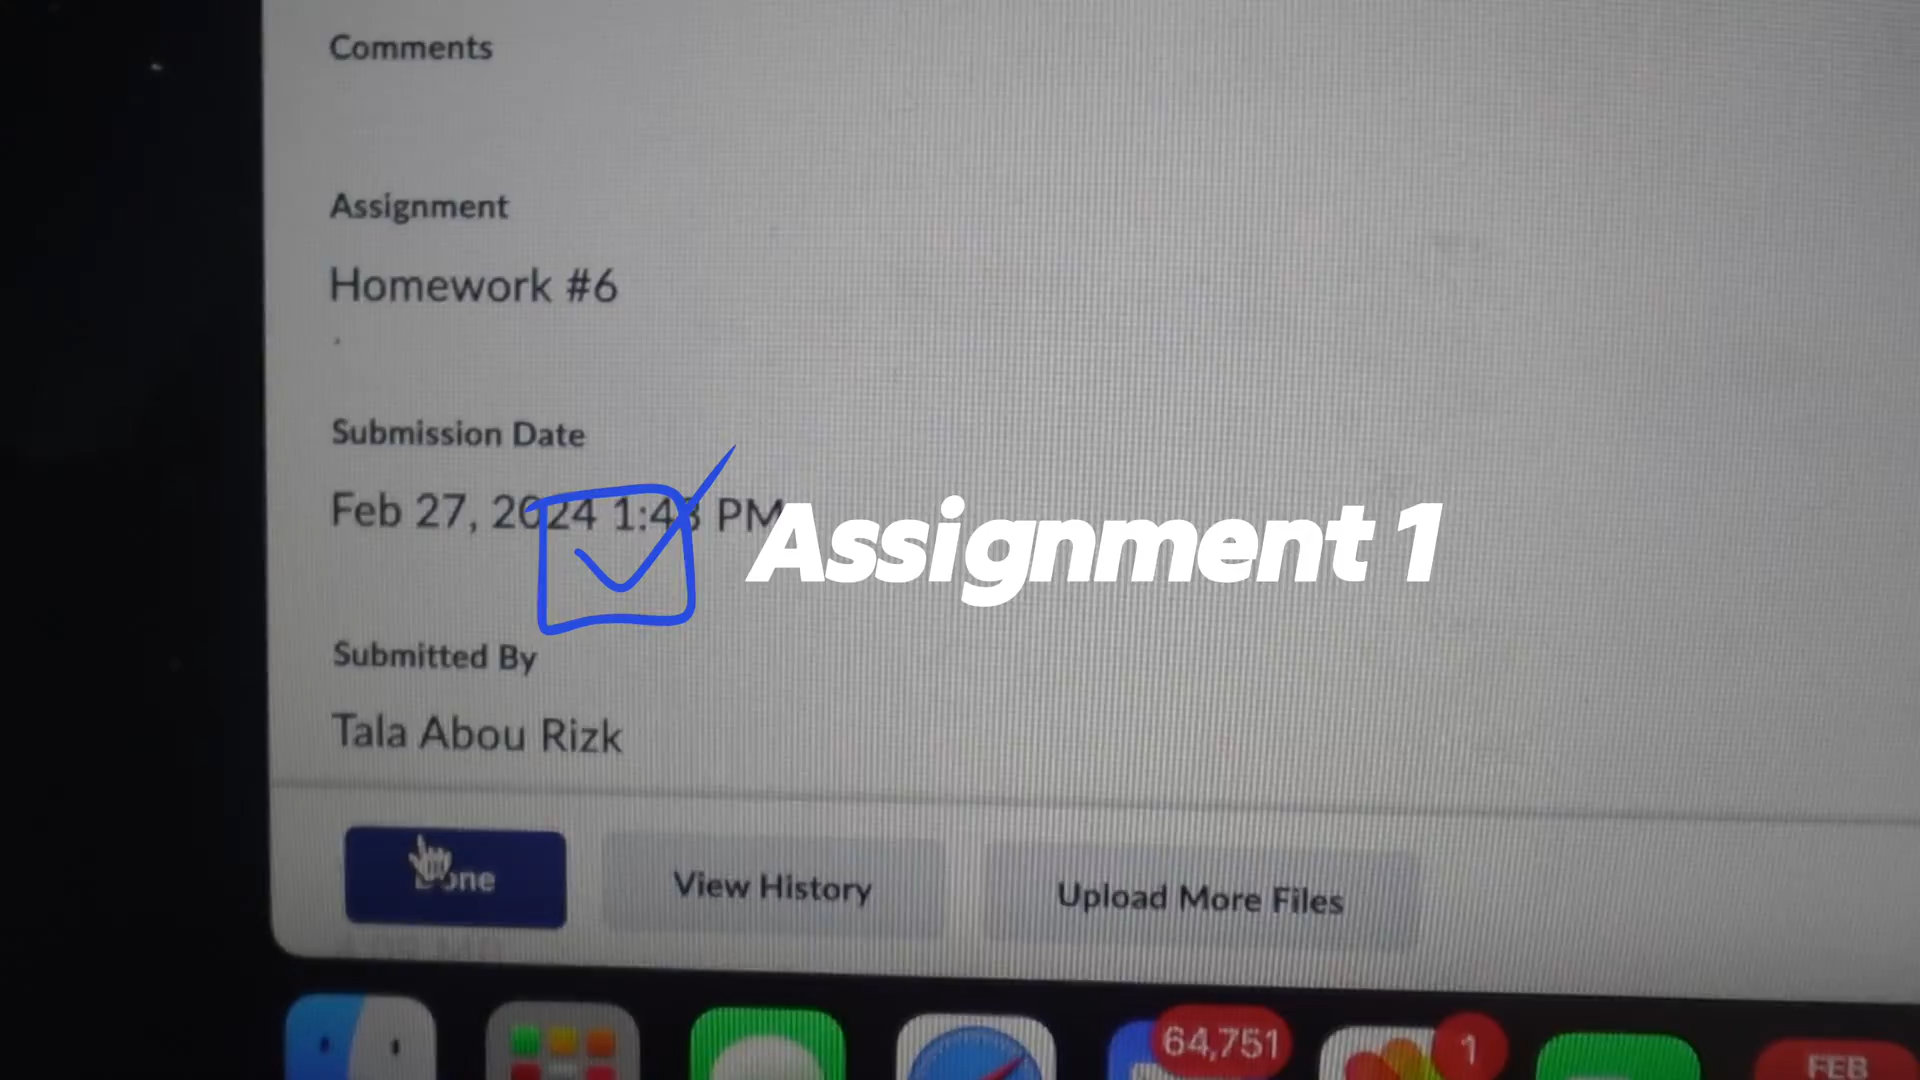 Comments
Assignment
Homework #6
Submission Date
Feb 27, 2024 1:43 PM
Assignment 1
Submitted By
Tala Abou Rizk
Done
View History
Upload More Files
64,751
1
FEB